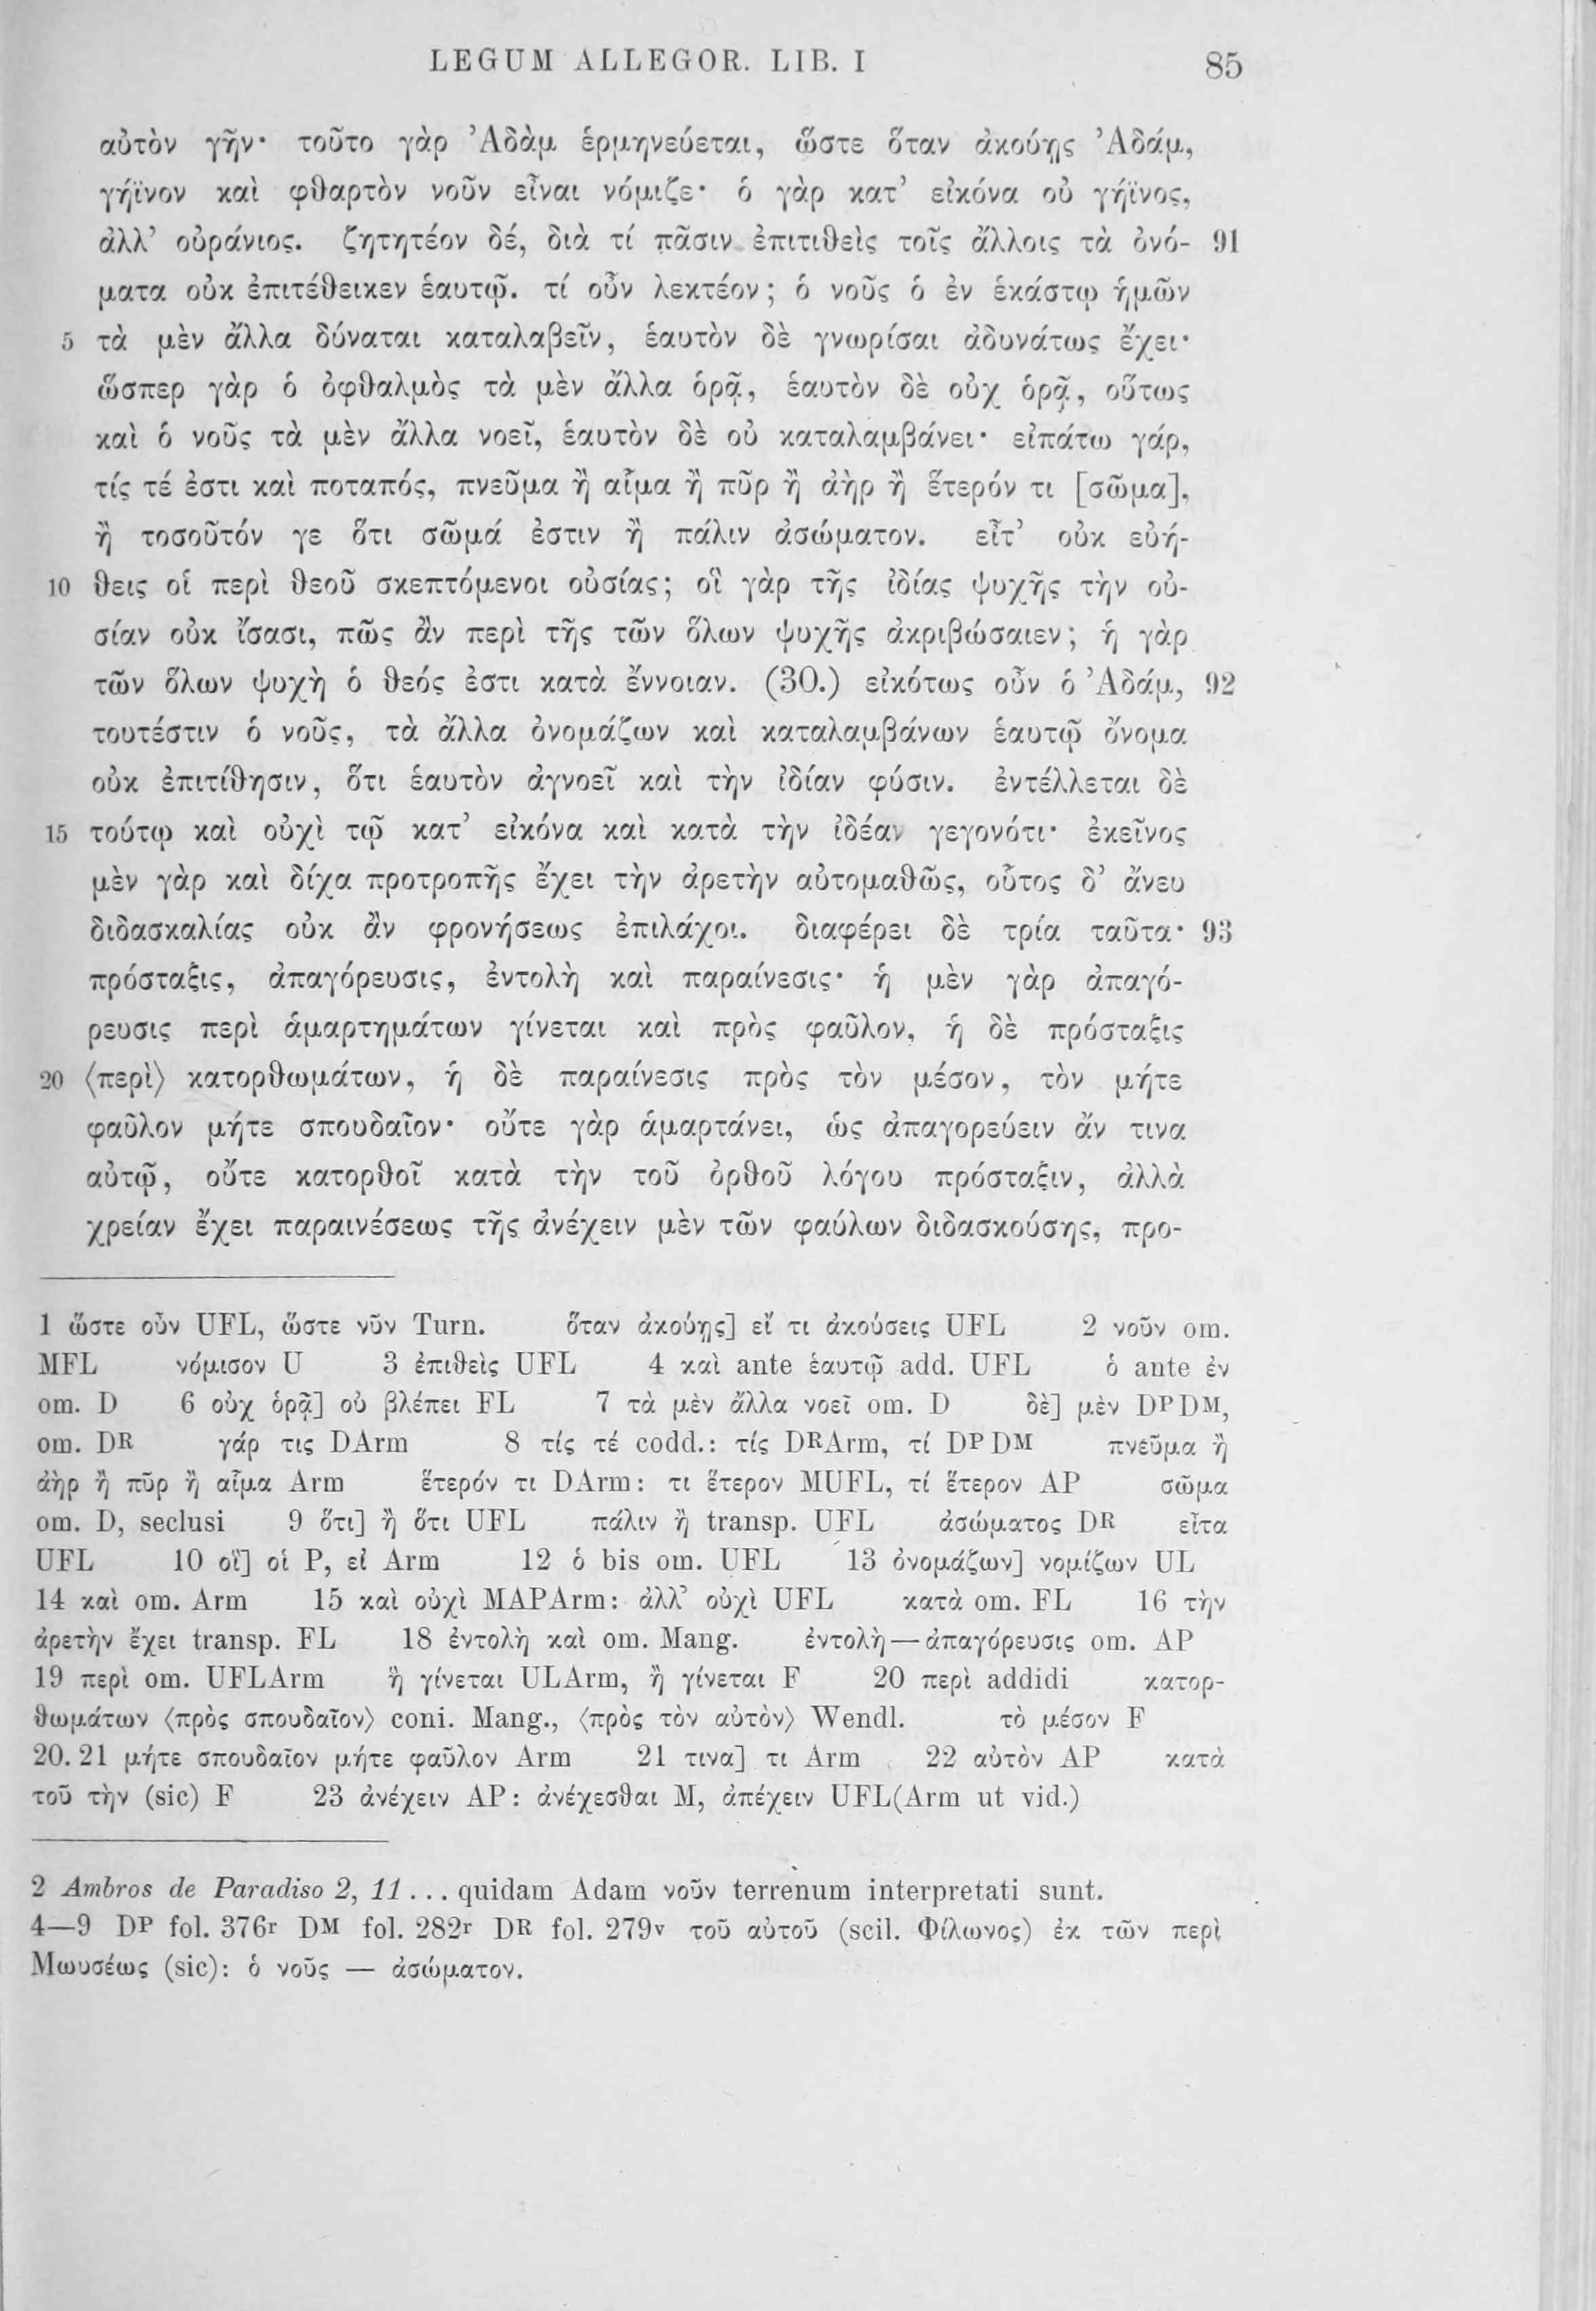 LEGUM ALLEGOR. LIB. I 85
αὐτὸν γῆν· τοῦτο γὰρ Ἀδὰμ ἑρμηνεύεται, ὥστε ὅταν ἀκούῃς Ἀδάμ,
γήϊνον καὶ φθαρτὸν νοῦν εἶναι νόμιζε· ὁ γὰρ κατ’ εἰκόνα οὐ γήϊνος,
ἀλλ’ οὐράνιος. ζητητέον δέ, διὰ τί πᾶσιν ἐπιτιθεὶς τοῖς ἄλλοις τὰ ὀνό- 91
ματα οὐκ ἐπιτέθεικεν ἑαυτῷ. τί οὖν λεκτέον; ὁ νοῦς ὁ ἐν ἑκάστῳ ἡμῶν
5 τὰ μὲν ἄλλα δύναται καταλαβεῖν, ἑαυτὸν δὲ γνωρίσαι ἀδυνάτως ἔχει·
ὥσπερ γὰρ ὁ ὀφθαλμὸς τὰ μὲν ἄλλα ὁρᾷ, ἑαυτὸν δὲ οὐχ ὁρᾷ, οὕτως
καὶ ὁ νοῦς τὰ μὲν ἄλλα νοεῖ, ἑαυτὸν δὲ οὐ καταλαμβάνει· εἰπάτω γάρ,
τίς τέ ἐστι καὶ ποταπός, πνεῦμα ἢ αἷμα ἢ πῦρ ἢ ἀὴρ ἢ ἕτερόν τι [σῶμα],
ἢ τοσοῦτόν γε ὅτι σῶμά ἐστιν ἢ πάλιν ἀσώματον. εἶτ’ οὐκ εὐή-
10 θεις οἱ περὶ θεοῦ σκεπτόμενοι οὐσίας; οἳ γὰρ τῆς ἰδίας ψυχῆς τὴν οὐ-
σίαν οὐκ ἴσασι, πῶς ἂν περὶ τῆς τῶν ὅλων ψυχῆς ἀκριβώσαιεν; ἡ γὰρ
τῶν ὅλων ψυχὴ ὁ θεός ἐστι κατὰ ἔννοιαν. (30.) εἰκότως οὖν ὁ Ἀδάμ, 92
τουτέστιν ὁ νοῦς, τὰ ἄλλα ὀνομάζων καὶ καταλαμβάνων ἑαυτῷ ὄνομα
οὐκ ἐπιτίθησιν, ὅτι ἑαυτὸν ἀγνοεῖ καὶ τὴν ἰδίαν φύσιν. ἐντέλλεται δὲ
15 τούτῳ καὶ οὐχὶ τῷ κατ’ εἰκόνα καὶ κατὰ τὴν ἰδέαν γεγονότι· ἐκεῖνος
μὲν γὰρ καὶ δίχα προτροπῆς ἔχει τὴν ἀρετὴν αὐτομαθῶς, οὗτος δ’ ἄνευ
διδασκαλίας οὐκ ἂν φρονήσεως ἐπιλάχοι. διαφέρει δὲ τρία ταῦτα· 93
πρόσταξις, ἀπαγόρευσις, ἐντολὴ καὶ παραίνεσις· ἡ μὲν γὰρ ἀπαγό-
ρευσις περὶ ἁμαρτημάτων γίνεται καὶ πρὸς φαῦλον, ἡ δὲ πρόσταξις
20 ⟨περὶ⟩ κατορθωμάτων, ἡ δὲ παραίνεσις πρὸς τὸν μέσον, τὸν μήτε
φαῦλον μήτε σπουδαῖον· οὔτε γὰρ ἁμαρτάνει, ὡς ἀπαγορεύειν ἄν τινα
αὐτῷ, οὔτε κατορθοῖ κατὰ τὴν τοῦ ὀρθοῦ λόγου πρόσταξιν, ἀλλὰ
χρείαν ἔχει παραινέσεως τῆς ἀνέχειν μὲν τῶν φαύλων διδασκούσης, προ-
1 ὥστε οὖν UFL, ὥστε νῦν Turn. ὅταν ἀκούῃς] εἴ τι ἀκούσεις UFL 2 νοῦν om.
MFL νόμισον U 3 ἐπιθεὶς UFL 4 καὶ ante ἑαυτῷ add. UFL ὁ ante ἐν
om. D 6 οὐχ ὁρᾷ] οὐ βλέπει FL 7 τὰ μὲν ἄλλα νοεῖ om. D δὲ] μὲν DᴾDᴹ,
om. Dᴿ γάρ τις DArm 8 τίς τέ codd.: τίς DᴿArm, τί DᴾDᴹ πνεῦμα ἢ
ἀὴρ ἢ πῦρ ἢ αἷμα Arm ἕτερόν τι DArm: τι ἕτερον MUFL, τί ἕτερον AP σῶμα
om. D, seclusi 9 ὅτι] ἢ ὅτι UFL πάλιν ἢ transp. UFL ἀσώματος Dᴿ εἶτα
UFL 10 οἳ] οἱ P, εἰ Arm 12 ὁ bis om. UFL 13 ὀνομάζων] νομίζων UL
14 καὶ om. Arm 15 καὶ οὐχὶ MAPArm: ἀλλ’ οὐχὶ UFL κατὰ om. FL 16 τὴν
ἀρετὴν ἔχει transp. FL 18 ἐντολὴ καὶ om. Mang. ἐντολὴ—ἀπαγόρευσις om. AP
19 περὶ om. UFLArm ἣ γίνεται ULArm, ἢ γίνεται F 20 περὶ addidi κατορ-
θωμάτων ⟨πρὸς σπουδαῖον⟩ coni. Mang., ⟨πρὸς τὸν αὐτὸν⟩ Wendl. τὸ μέσον F
20. 21 μήτε σπουδαῖον μήτε φαῦλον Arm 21 τινα] τι Arm 22 αὐτὸν AP κατὰ
τοῦ τὴν (sic) F 23 ἀνέχειν AP: ἀνέχεσθαι M, ἀπέχειν UFL(Arm ut vid.)
2 Ambros de Paradiso 2, 11 ... quidam Adam νοῦν terrenum interpretati sunt.
4—9 Dᴾ fol. 376r Dᴹ fol. 282r Dᴿ fol. 279v τοῦ αὐτοῦ (scil. Φίλωνος) ἐκ τῶν περὶ
Μωυσέως (sic): ὁ νοῦς — ἀσώματον.